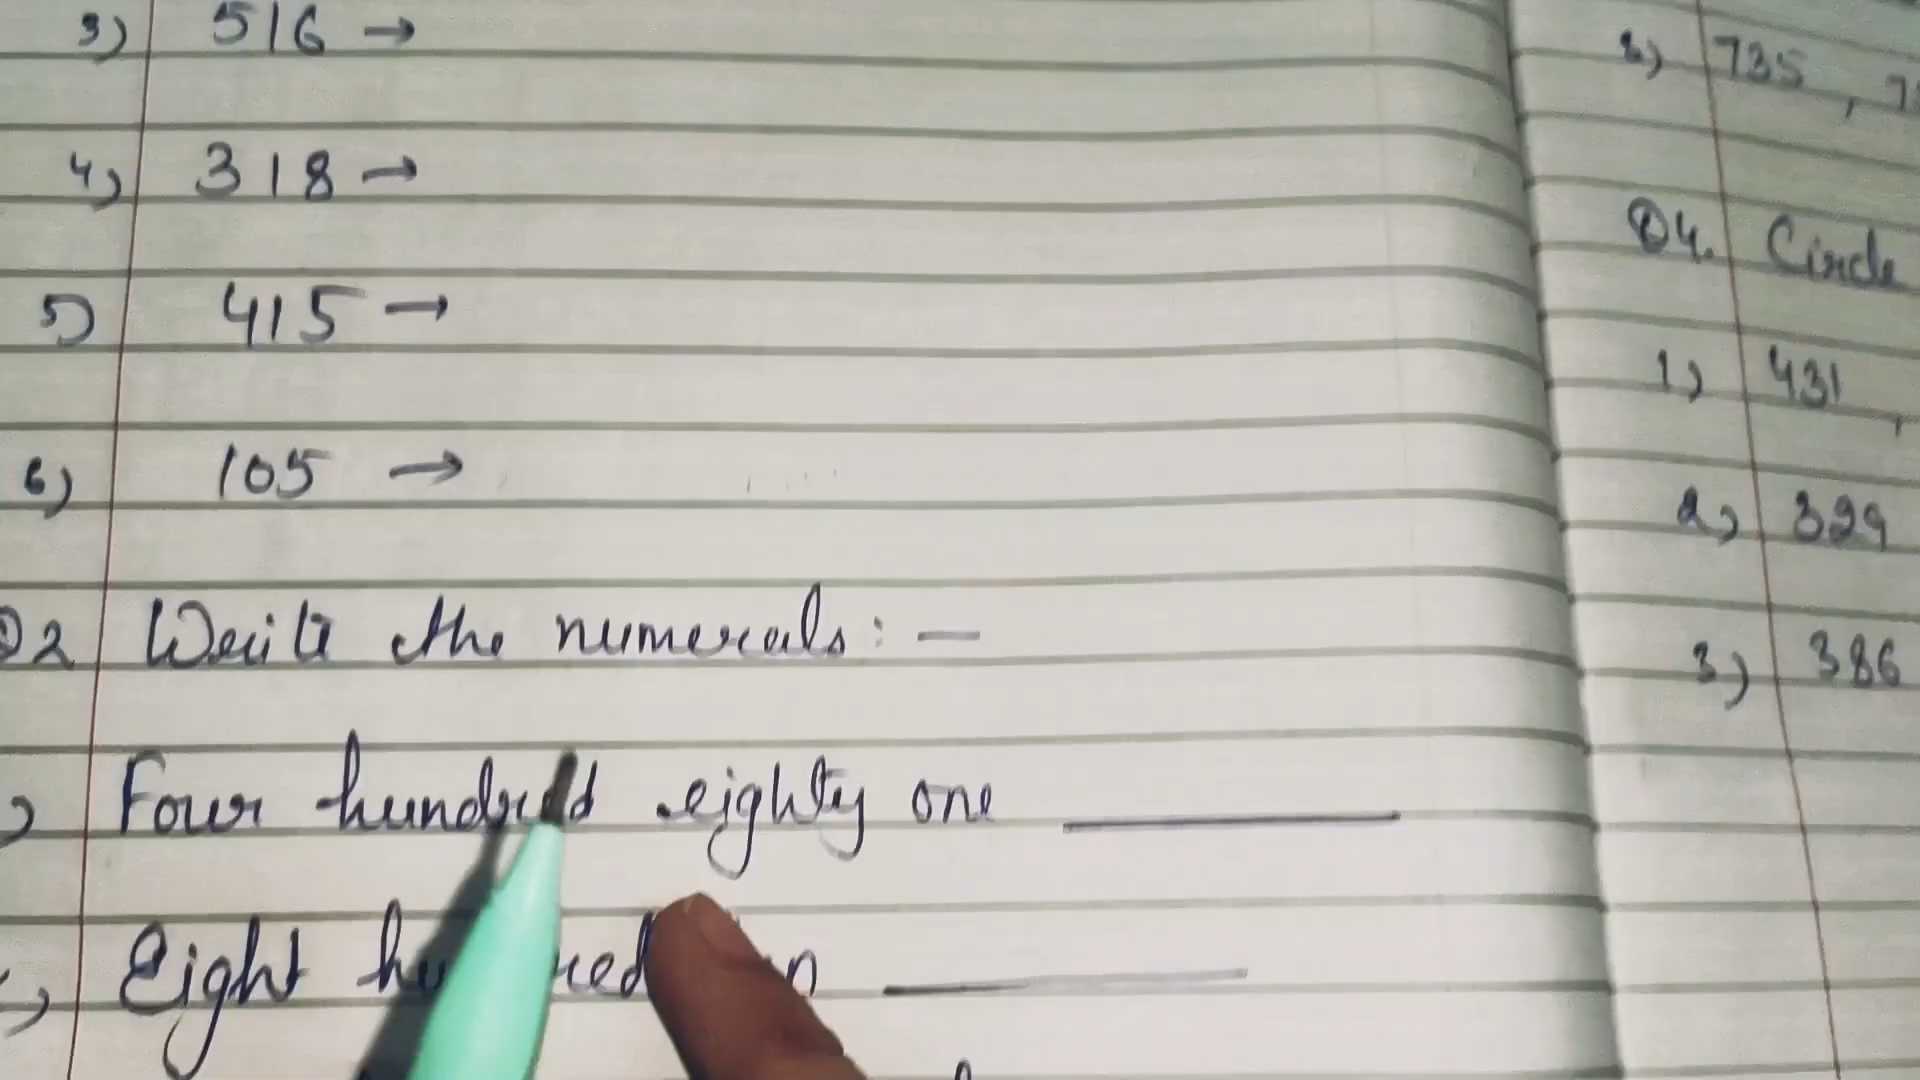 3) 516 →
4) 318 →
5) 415 →
6) 105 →
Q2 Write the numerals: —
Four hundred eighty one
Eight
2) 735 ,
Q4. Circle
1) 431 ,
2) 329
3) 386